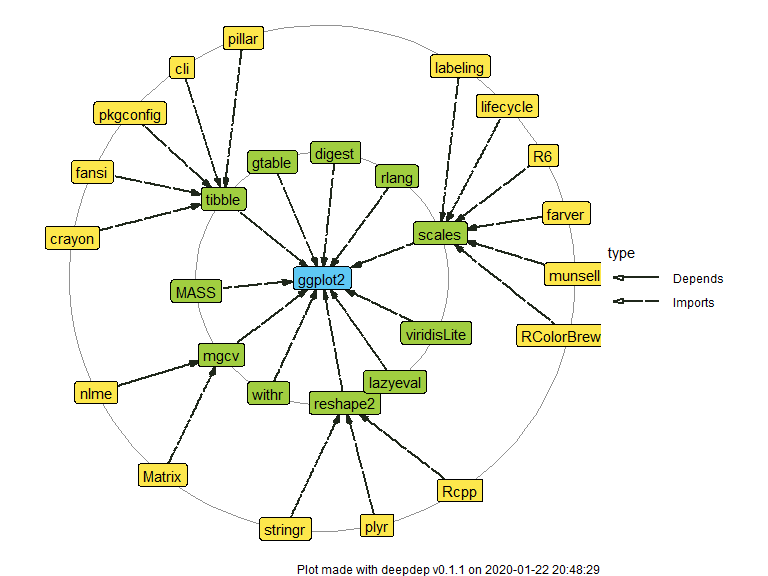 pillar
cli
labeling
lifecycle
pkgconfig
gtable
digest
R6
fansi
rlang
tibble
farver
crayon
scales
type
munsell
ggplot2
Depends
MASS
Imports
viridisLite
RColorBrew
mgcv
lazyeval
nlme
withr
reshape2
Matrix
Rcpp
stringr
plyr
Plot made with deepdep v0.1.1 on 2020-01-22 20:48:29